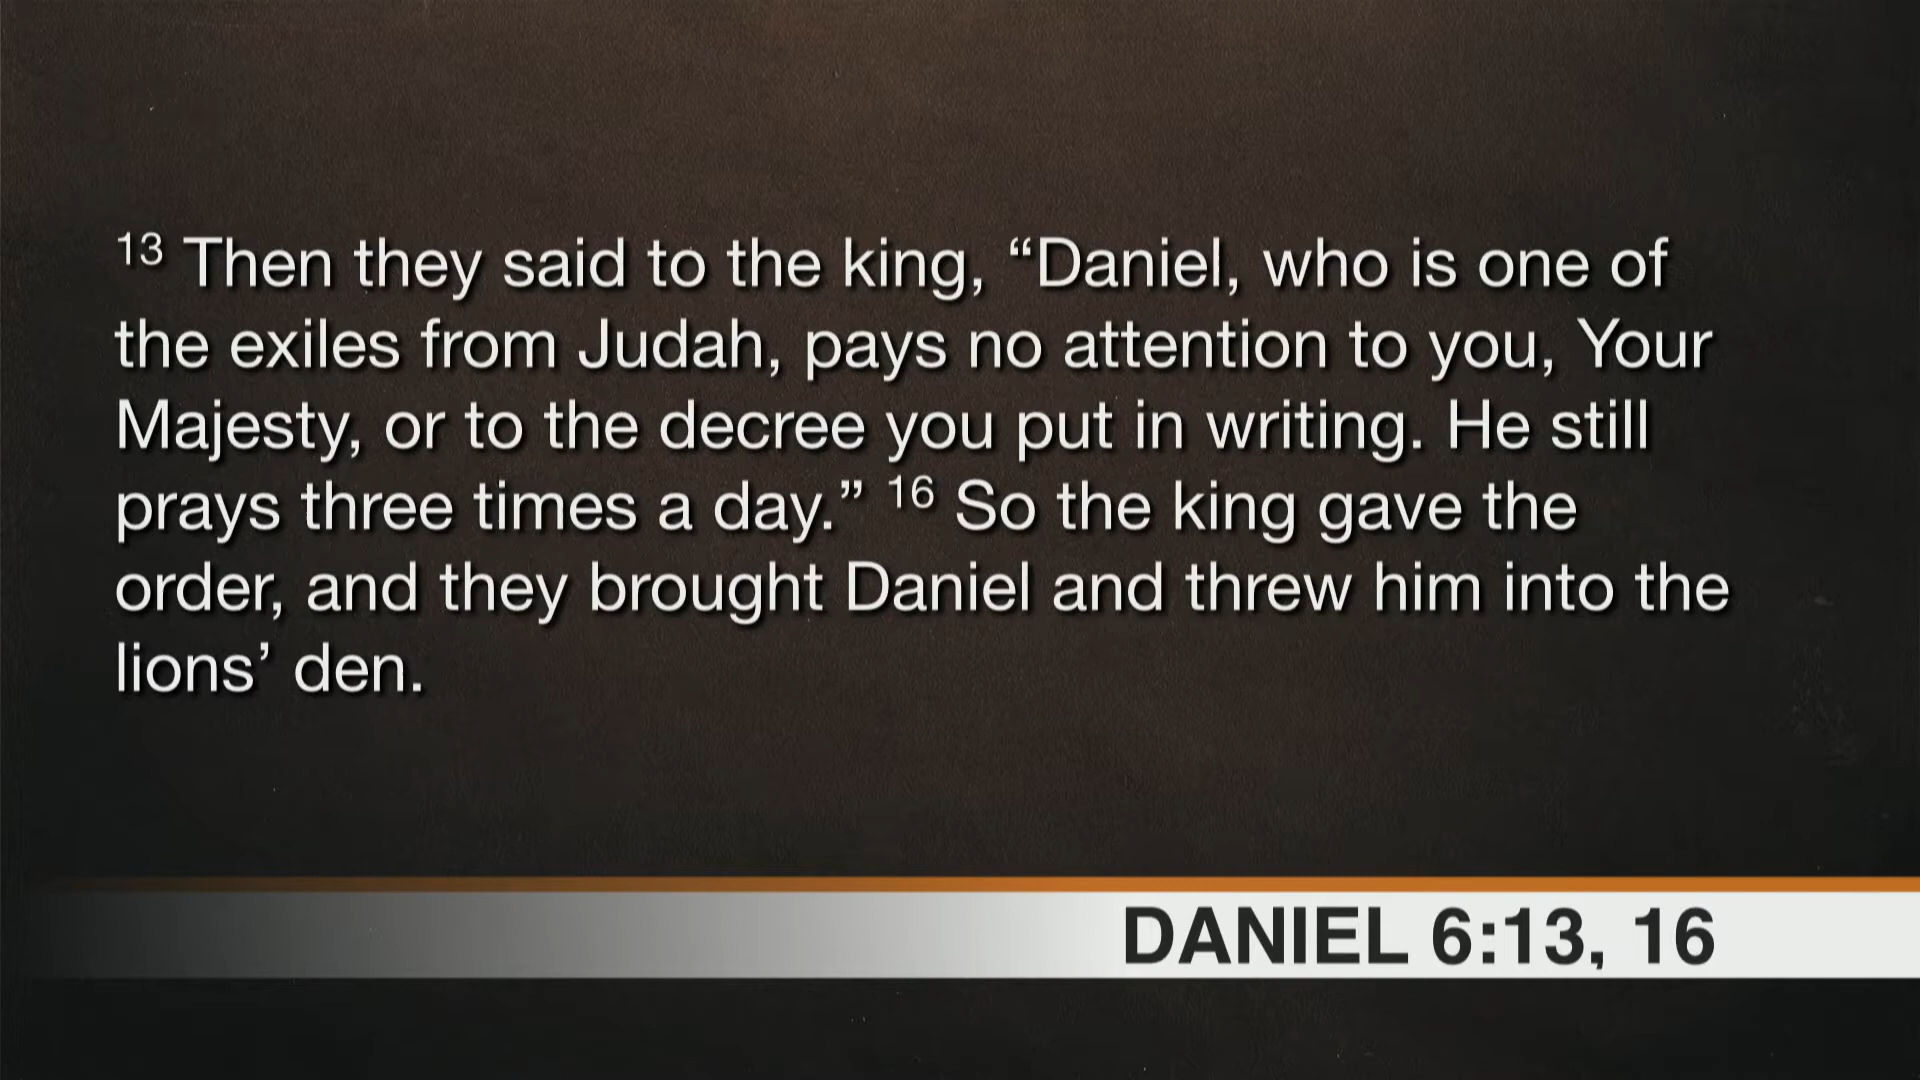 13 Then they said to the king, “Daniel, who is one of
the exiles from Judah, pays no attention to you, Your
Majesty, or to the decree you put in writing. He still
prays three times a day.” 16 So the king gave the
order, and they brought Daniel and threw him into the
lions’ den.
DANIEL 6:13, 16